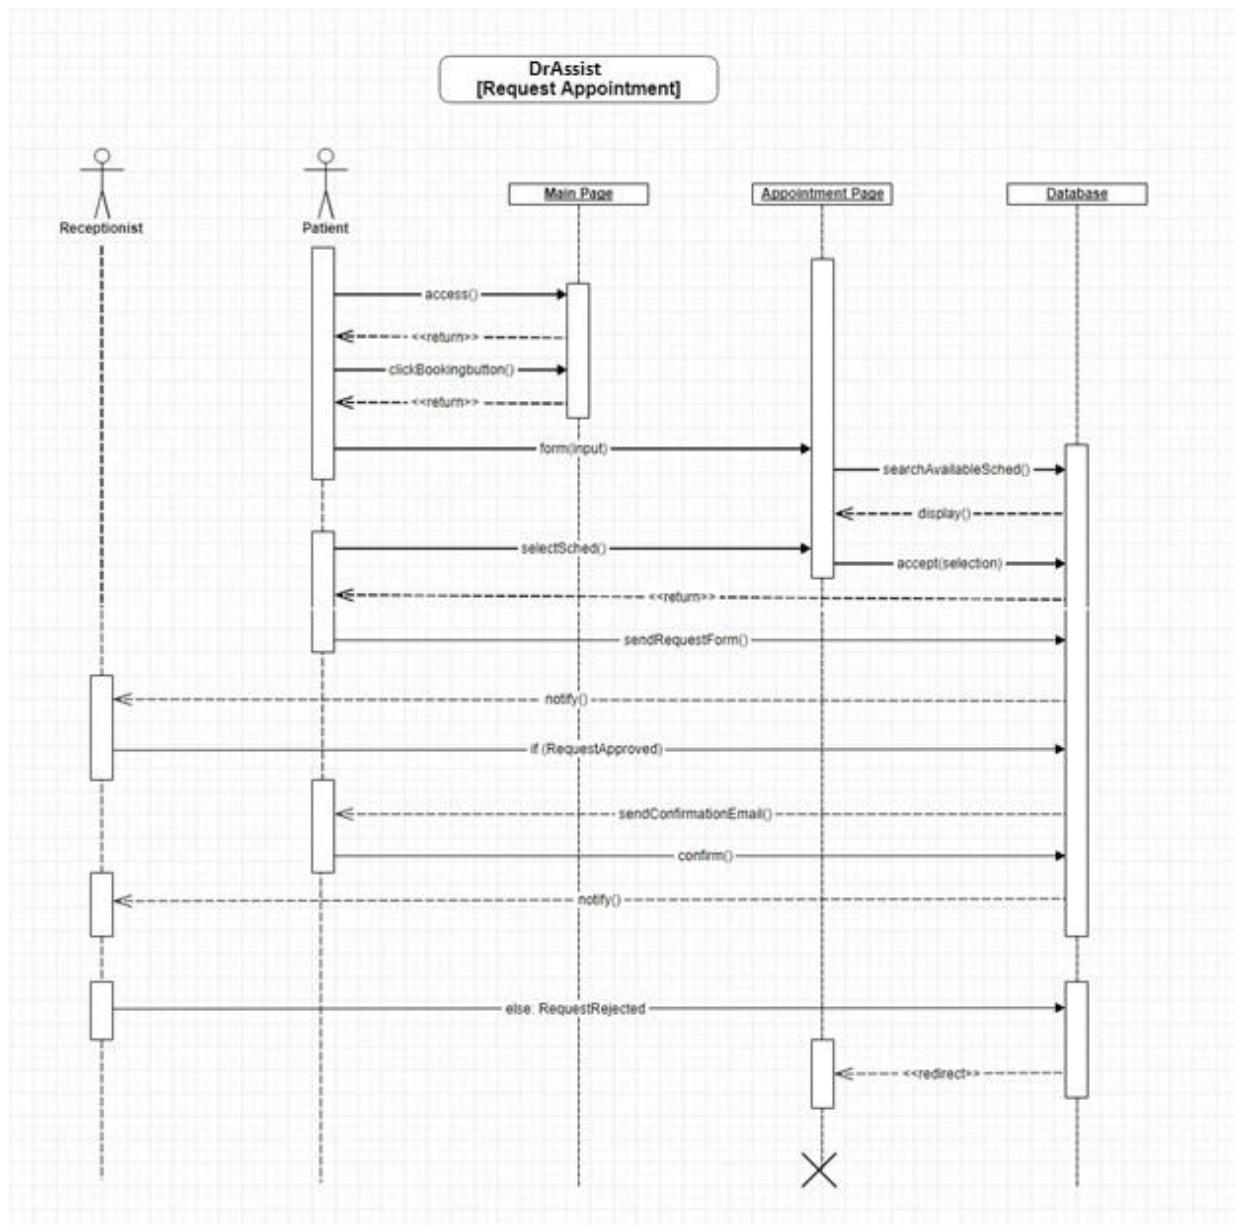 DrAssist
[Request Appointment]
Receptionist
Patient
Main Page
Appointment Page
Database
access()
<<return>>
clickBookingbutton()
<<return>>
form(input)
searchAvailableSched()
display()
selectSched()
accept(selection)
<<return>>
sendRequestForm()
notify()
if (RequestApproved)
sendConfirmationEmail()
confirm()
notify()
else: RequestRejected
<<redirect>>